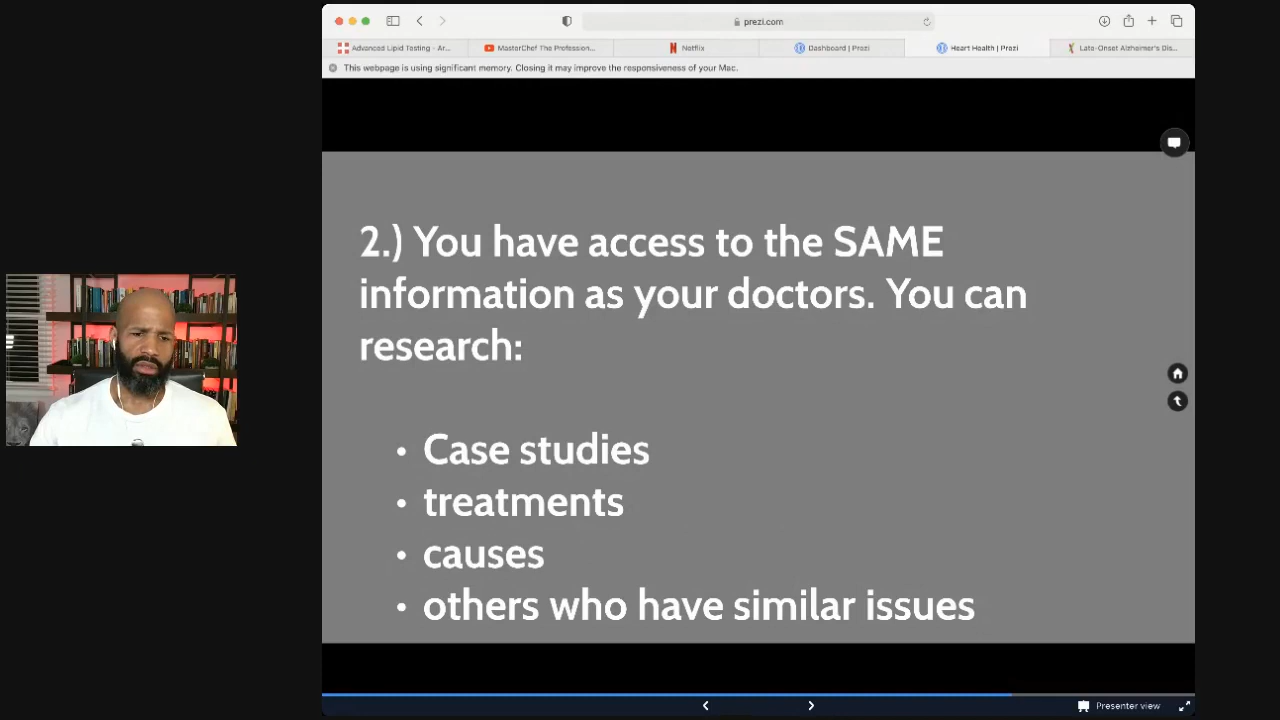 prezi.com
Advanced Lipid Testing - Ar...
MasterChef The Profession...
Netflix
Dashboard | Prezi
Heart Health | Prezi
Late-Onset Alzheimer's Dis...
This webpage is using significant memory. Closing it may improve the responsiveness of your Mac.
2.) You have access to the SAME
information as your doctors. You can
research:
• Case studies
• treatments
• causes
• others who have similar issues
Presenter view